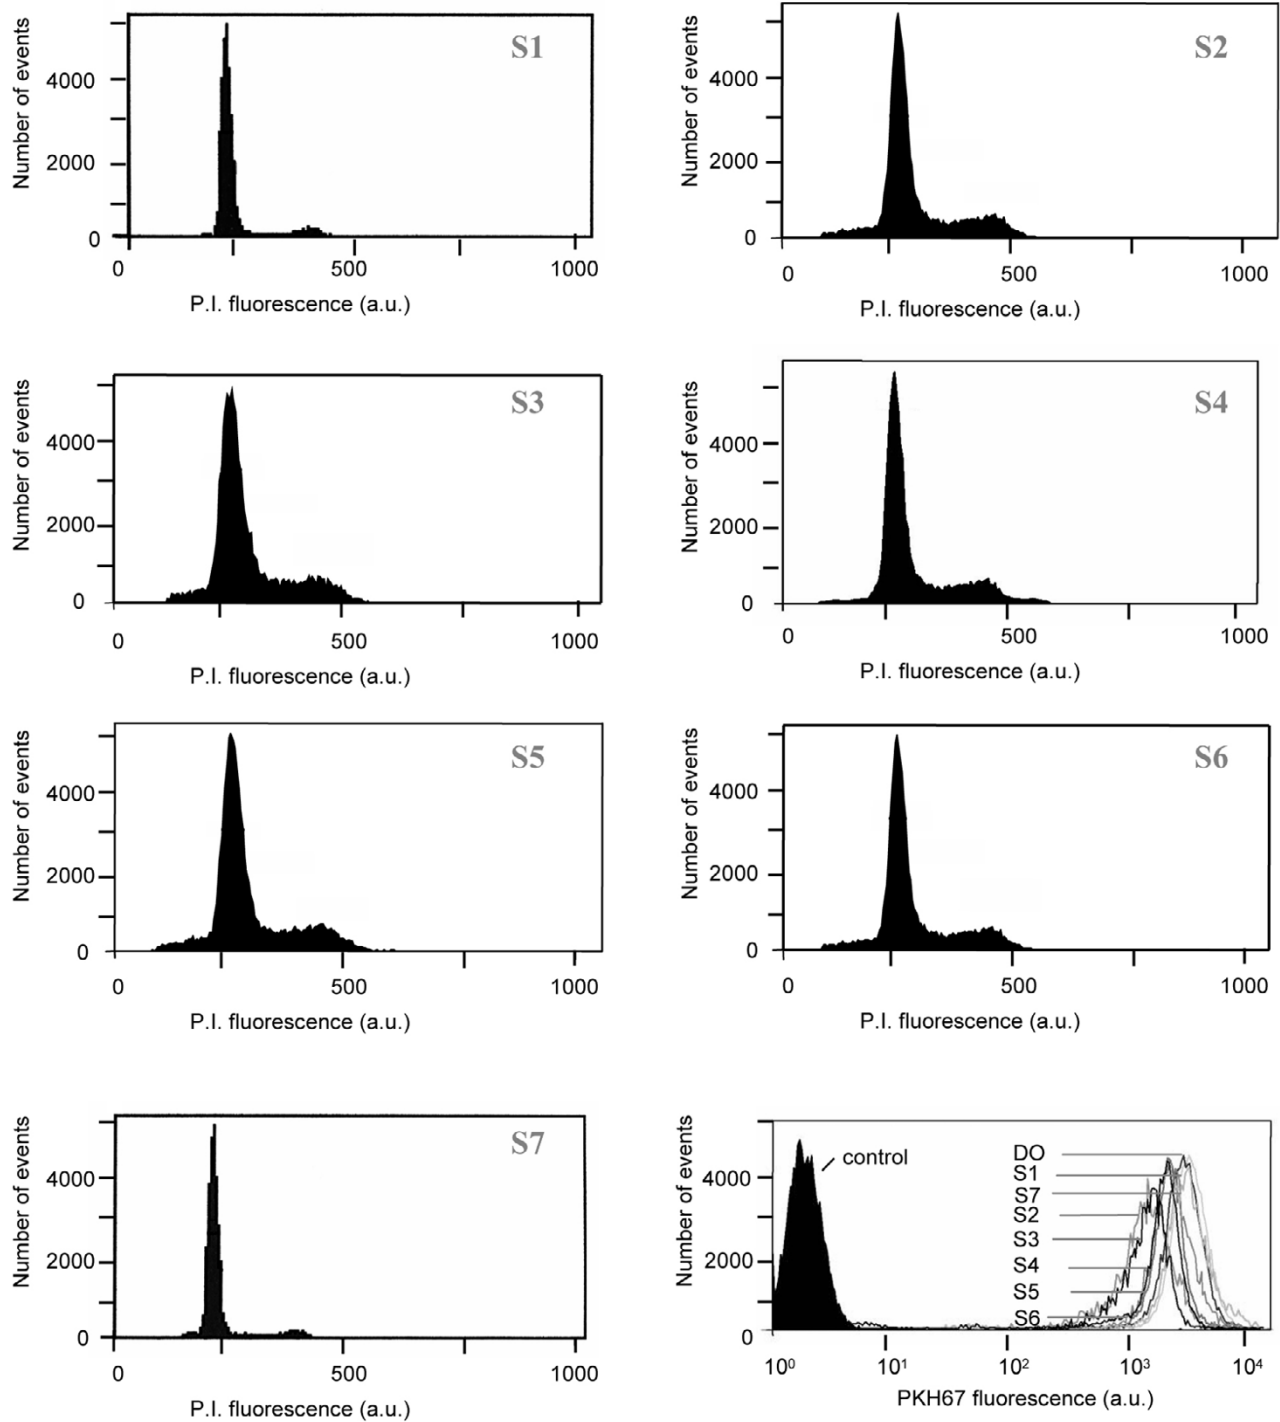 S1
Number of events
4000
2000
0
0 500 1000
P.I. fluorescence (a.u.)
S2
Number of events
4000
2000
0
0 500 1000
P.I. fluorescence (a.u.)
S3
Number of events
4000
2000
0
0 500 1000
P.I. fluorescence (a.u.)
S4
Number of events
4000
2000
0
0 500 1000
P.I. fluorescence (a.u.)
S5
Number of events
4000
2000
0
0 500 1000
P.I. fluorescence (a.u.)
S6
Number of events
4000
2000
0
0 500 1000
P.I. fluorescence (a.u.)
S7
Number of events
4000
2000
0
0 500 1000
P.I. fluorescence (a.u.)
Number of events
4000
2000
0
control
DO
S1
S7
S2
S3
S4
S5
S6
10⁰ 10¹ 10² 10³ 10⁴
PKH67 fluorescence (a.u.)